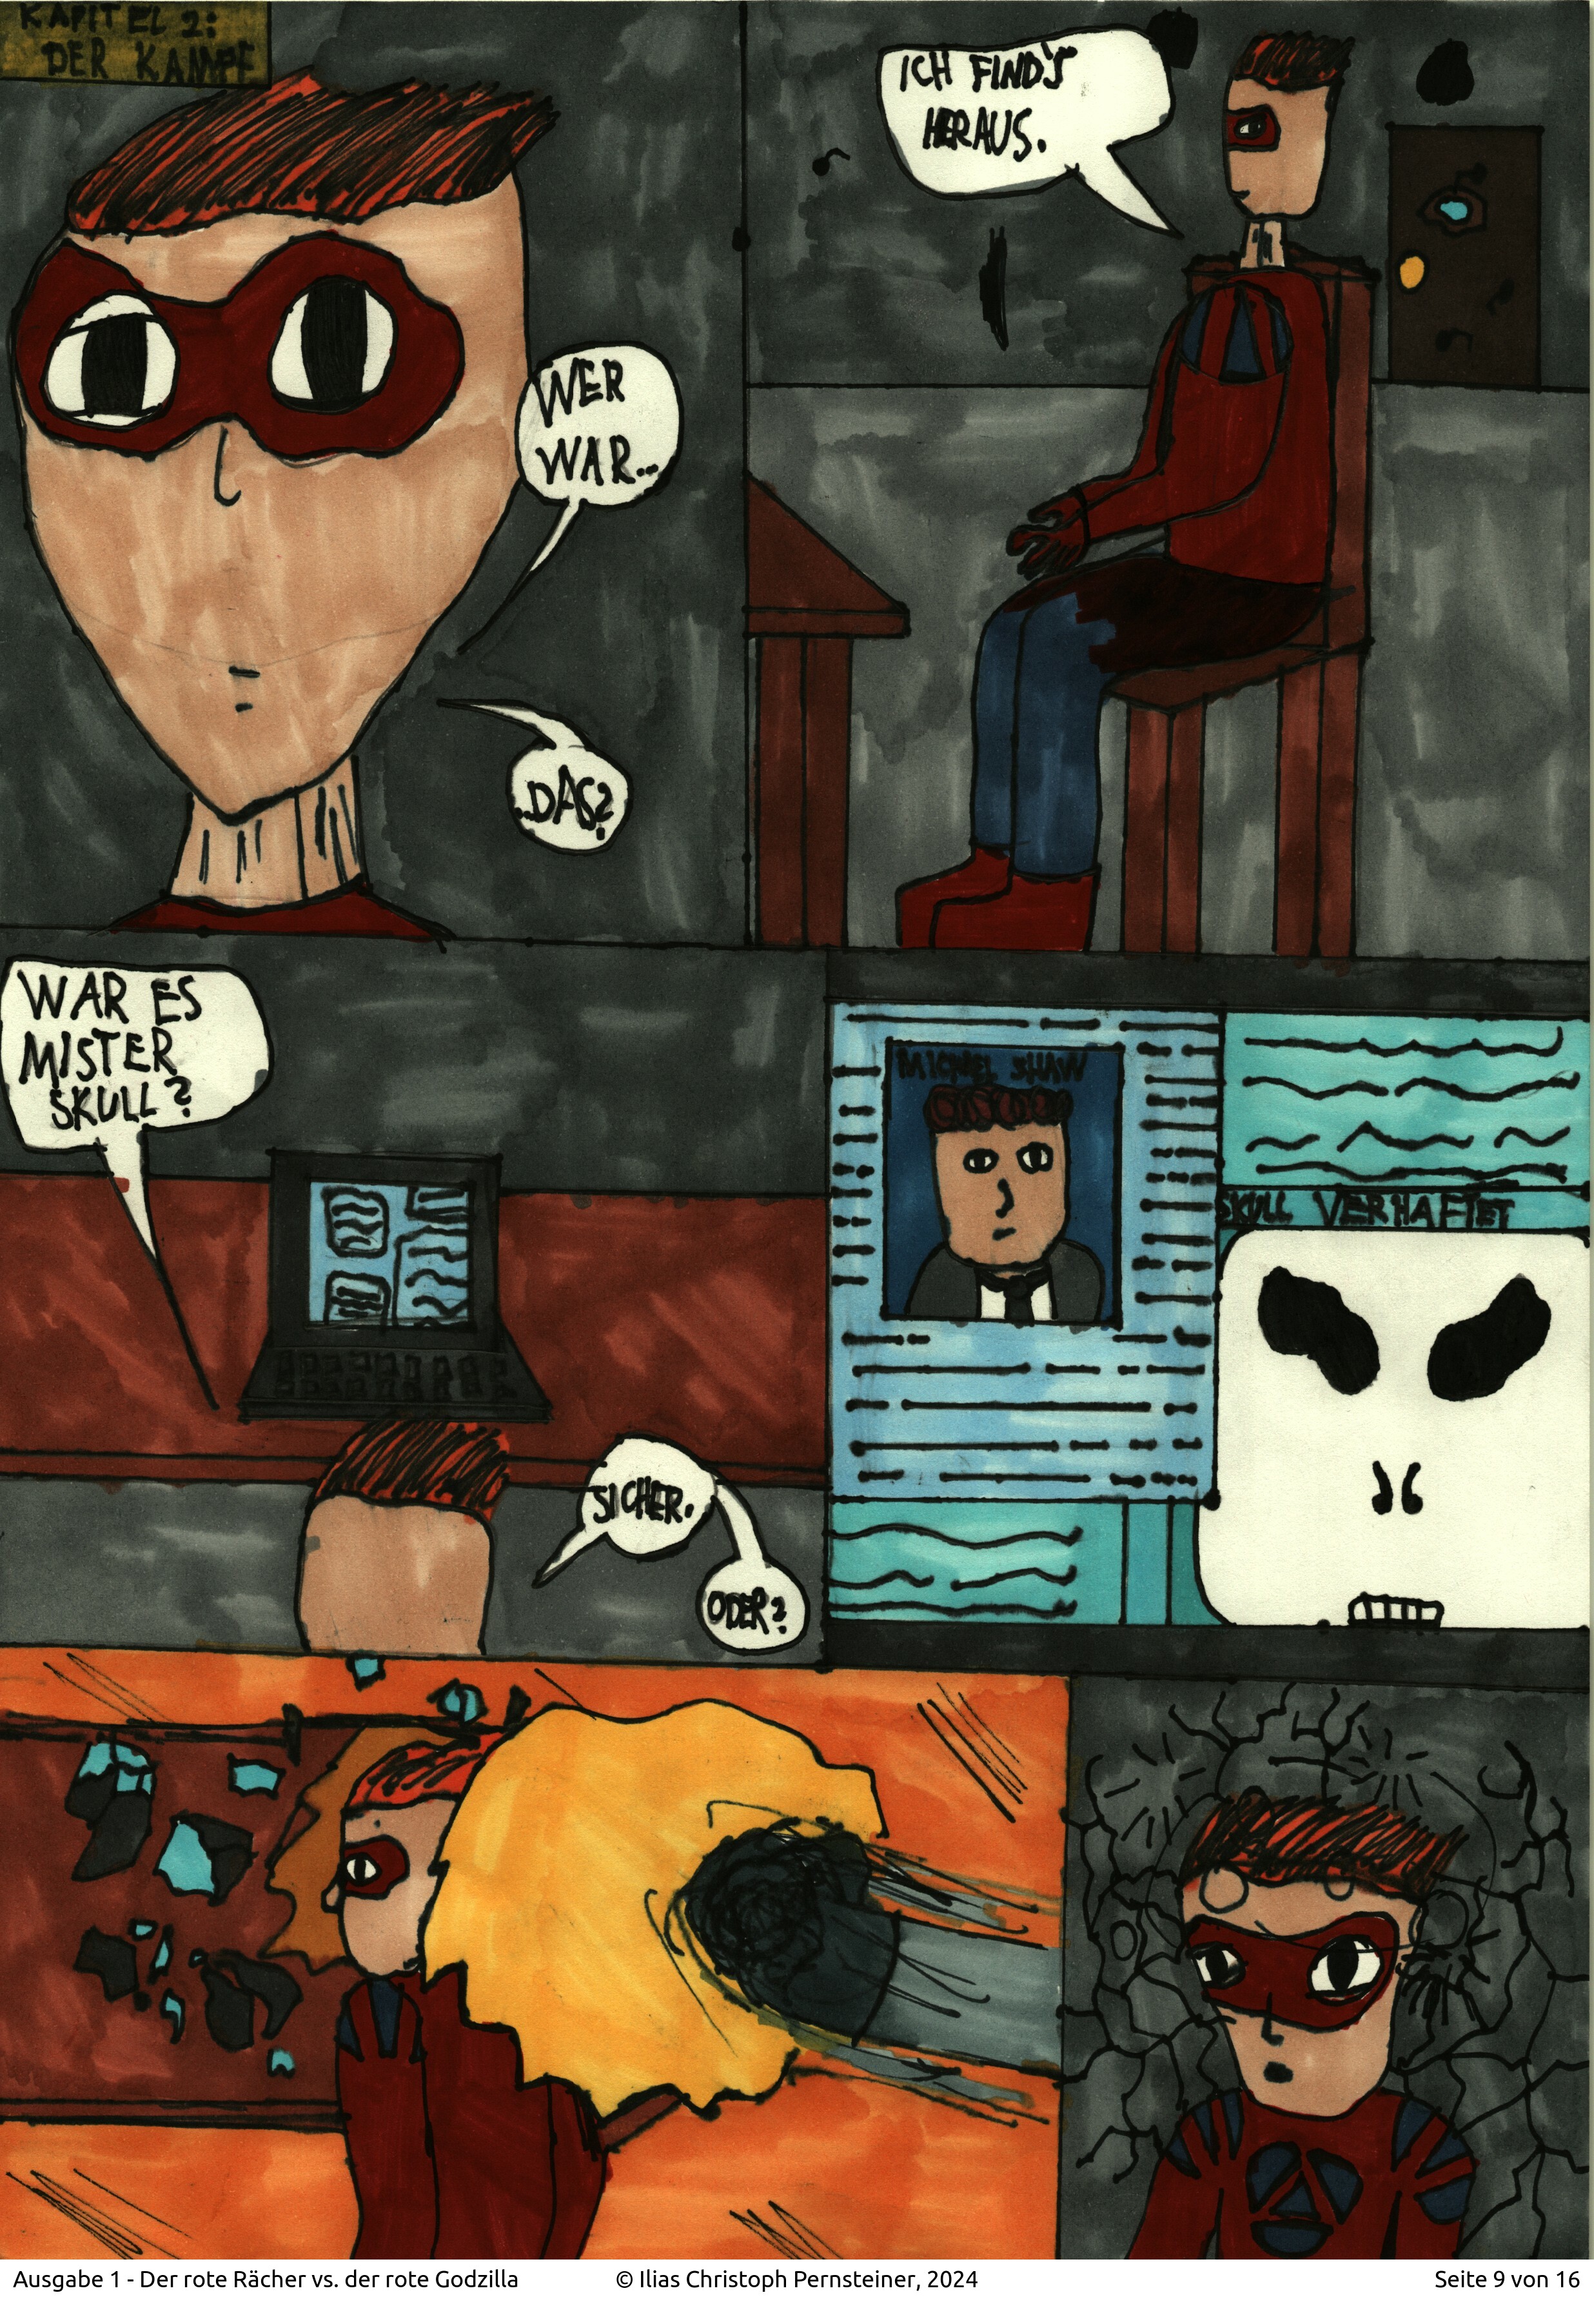 KAPITEL 2:
DER KAMPF
WER
WAR...
...DAS?
ICH FIND'S
HERAUS.
WAR ES
MISTER
SKULL?
SICHER.
ODER?
MIQUEL SHAW
SKULL VERHAFTET
Ausgabe 1 - Der rote Rächer vs. der rote Godzilla
© Ilias Christoph Pernsteiner, 2024
Seite 9 von 16